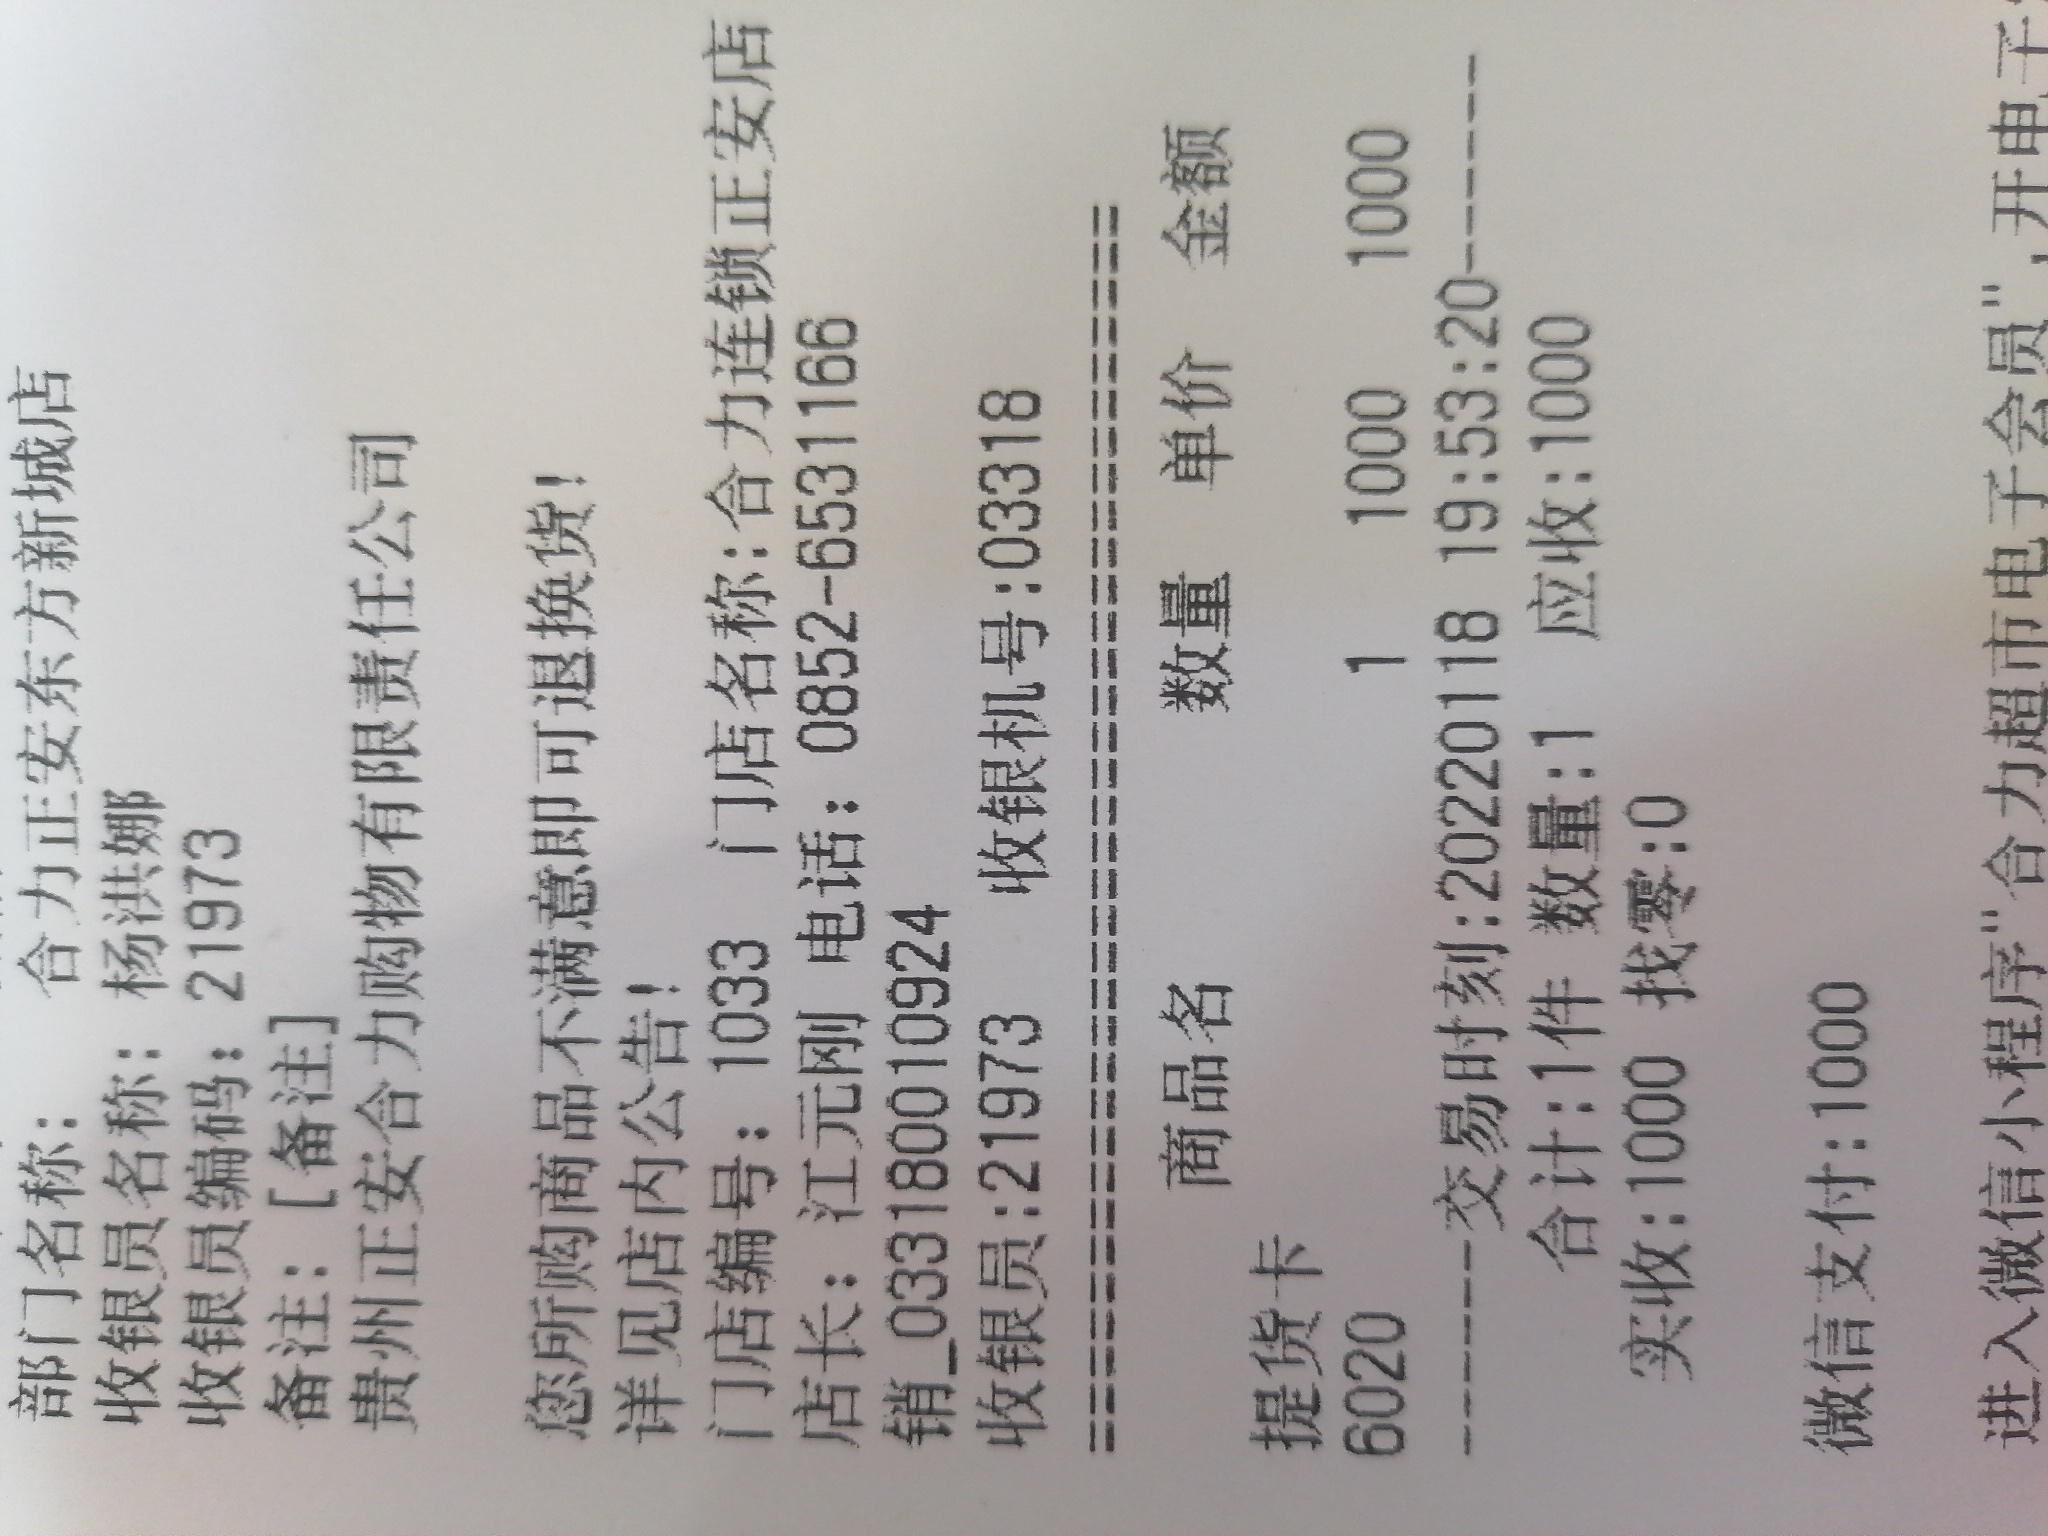 部门名称： 合力正安东方新城店
收银员名称： 杨洪娜
收银员编码：21973
备注：[备注]
贵州正安合力购物有限责任公司
您所购商品不满意即可退换货！
详见店内公告！
门店编号：1033 门店名称：合力连锁正安店
店长： 江元刚 电话：0852-6531166
销_033180010924
收银员:21973 收银机号:03318
==========================================
商品名 数量 单价 金额
提货卡
6020 1 1000 1000
-------交易时刻:20220118 19:53:20-------
合计:1件 数量:1 应收:1000
实收:1000 找零:0
微信支付:1000
进入微信小程序"合力超市电子会员",开电子